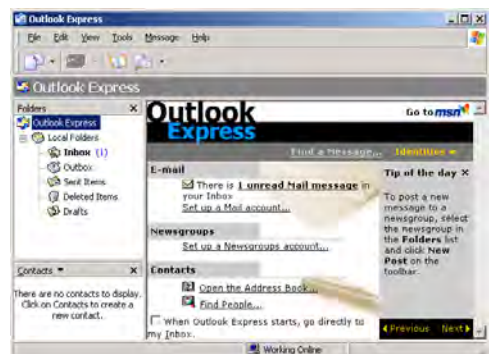 Outlook Express
File Edit View Tools Message Help
Outlook Express
Folders
Outlook Express
Local Folders
Inbox (1)
Outbox
Sent Items
Deleted Items
Drafts
Contacts
There are no contacts to display.
Click on Contacts to create a
new contact.
Outlook
Express
Go to msn
Find a Message... Identities
E-mail
There is 1 unread Mail message in
your Inbox
Set up a Mail account...
Newsgroups
Set up a Newsgroups account...
Contacts
Open the Address Book...
Find People...
When Outlook Express starts, go directly to
my Inbox.
Tip of the day
To post a new
message to a
newsgroup, select
the newsgroup in
the Folders list
and click New
Post on the
toolbar.
Previous Next
Working Online